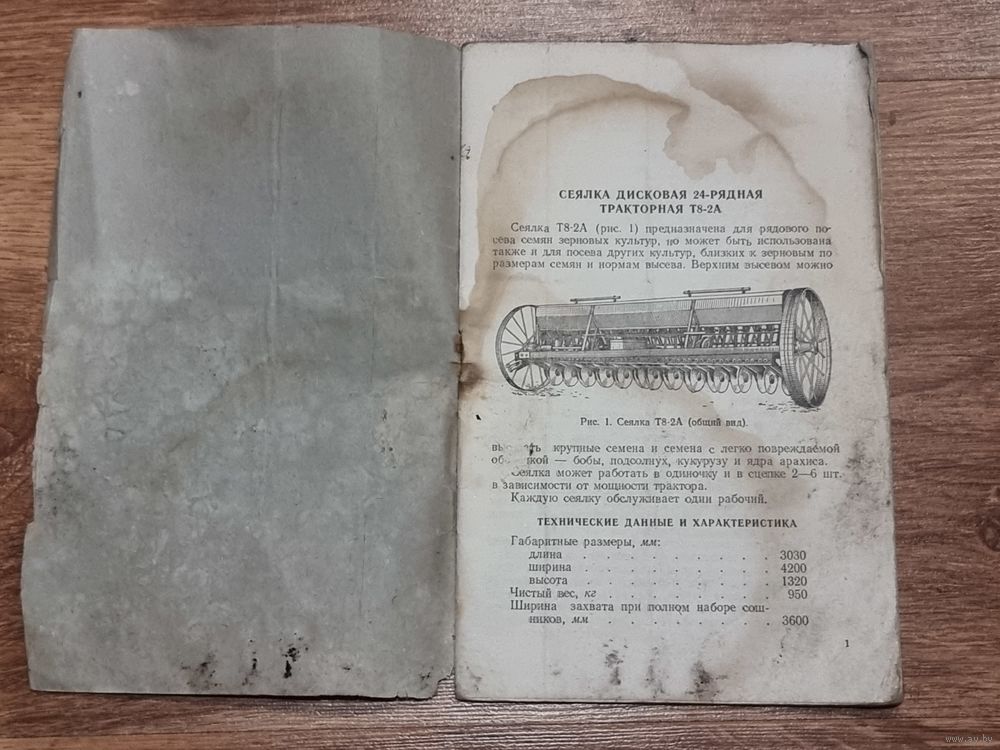 СЕЯЛКА ДИСКОВАЯ 24-РЯДНАЯ
ТРАКТОРНАЯ Т8-2А
Сеялка Т8-2А (рис. 1) предназначена для рядового по-
сева семян зерновых культур, но может быть использована
также и для посева других культур, близких к зерновым по
размерам семян и нормам высева. Верхним высевом можно
Рис. 1. Сеялка Т8-2А (общий вид).
крупные семена и семена с легко повреждаемой
— бобы, подсолнух, кукурузу и ядра арахиса.
Сеялка может работать в одиночку и в сцепке 2—6 шт.
в зависимости от мощности трактора.
Каждую сеялку обслуживает один рабочий.
ТЕХНИЧЕСКИЕ ДАННЫЕ И ХАРАКТЕРИСТИКА
Габаритные размеры, мм:
длина . . . . . . . . . 3030
ширина . . . . . . . . 4200
высота . . . . . . . . 1320
Чистый вес, кг . . . . . . . 950
Ширина захвата при полном наборе сош-
ников, мм . . . . . . . 3600
1
www.av.by